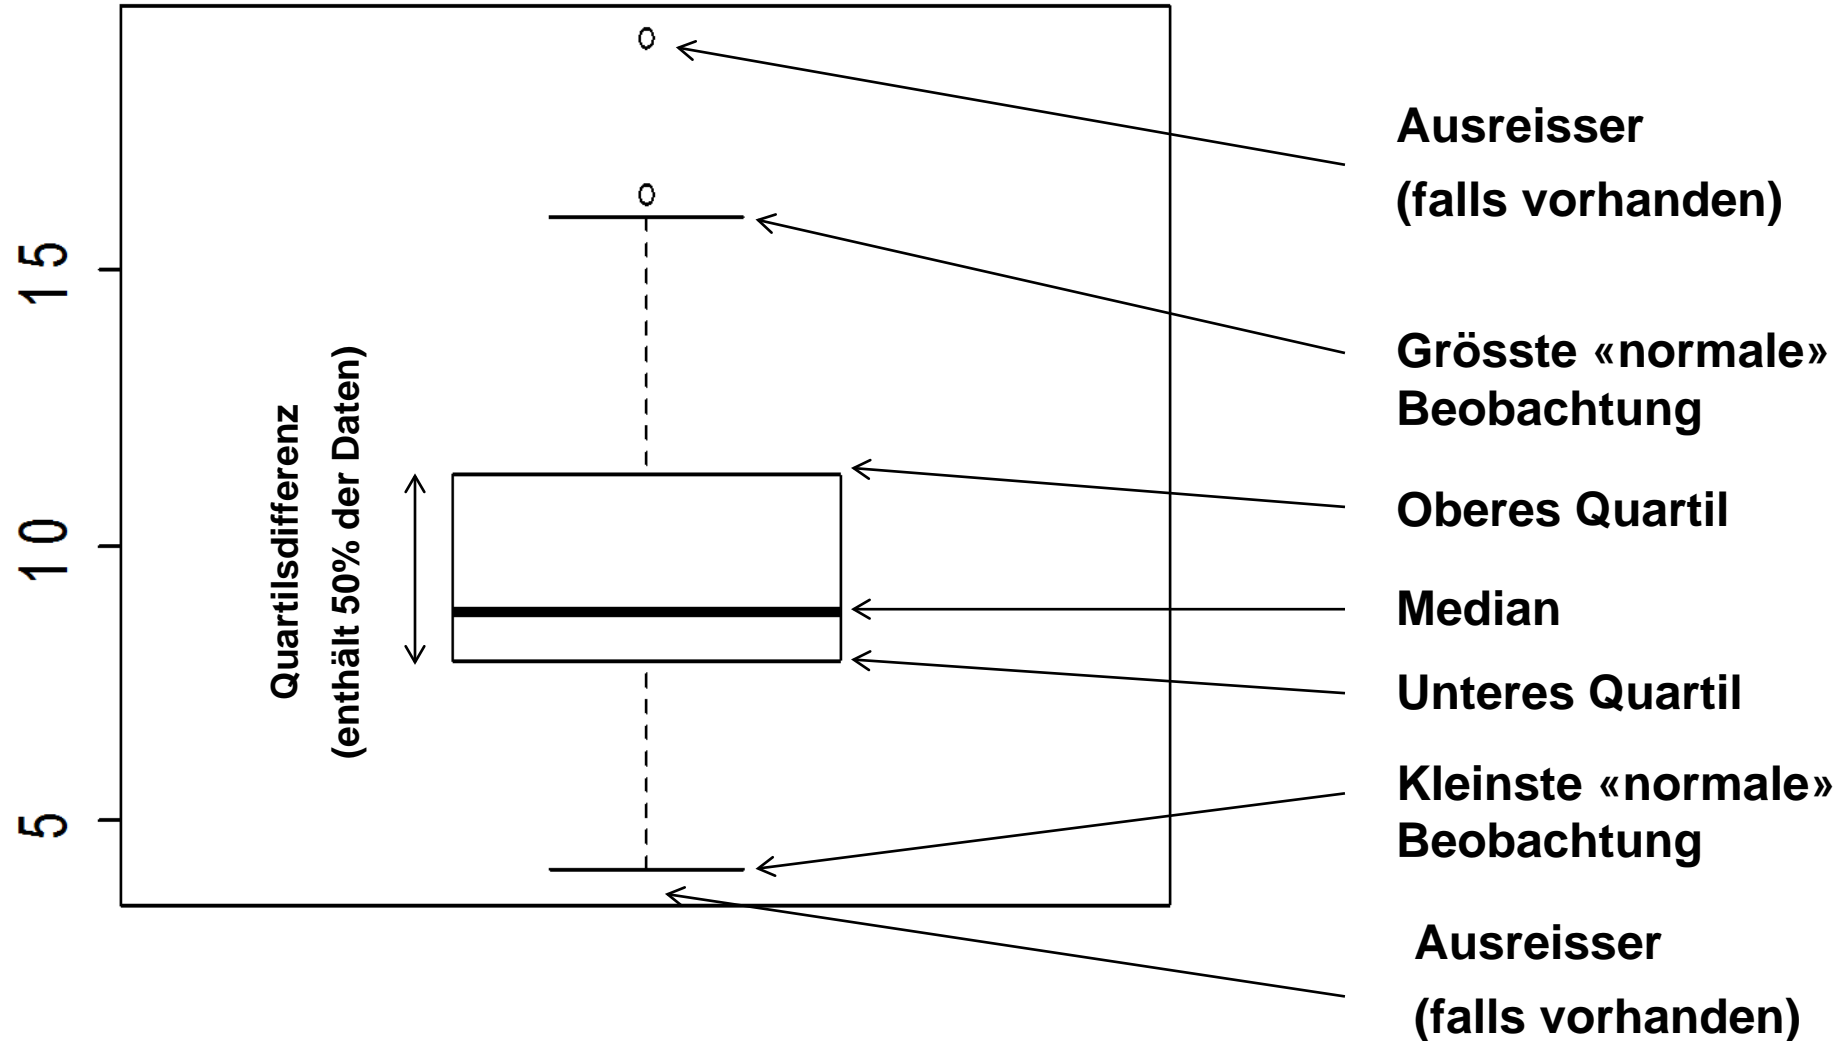 15
10
5
Quartilsdifferenz
(enthält 50% der Daten)
Ausreisser
(falls vorhanden)
Grösste «normale»
Beobachtung
Oberes Quartil
Median
Unteres Quartil
Kleinste «normale»
Beobachtung
Ausreisser
(falls vorhanden)